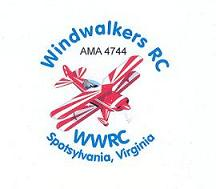 Windwalkers RC
AMA 4744
WWRC
Spotsylvania, Virginia